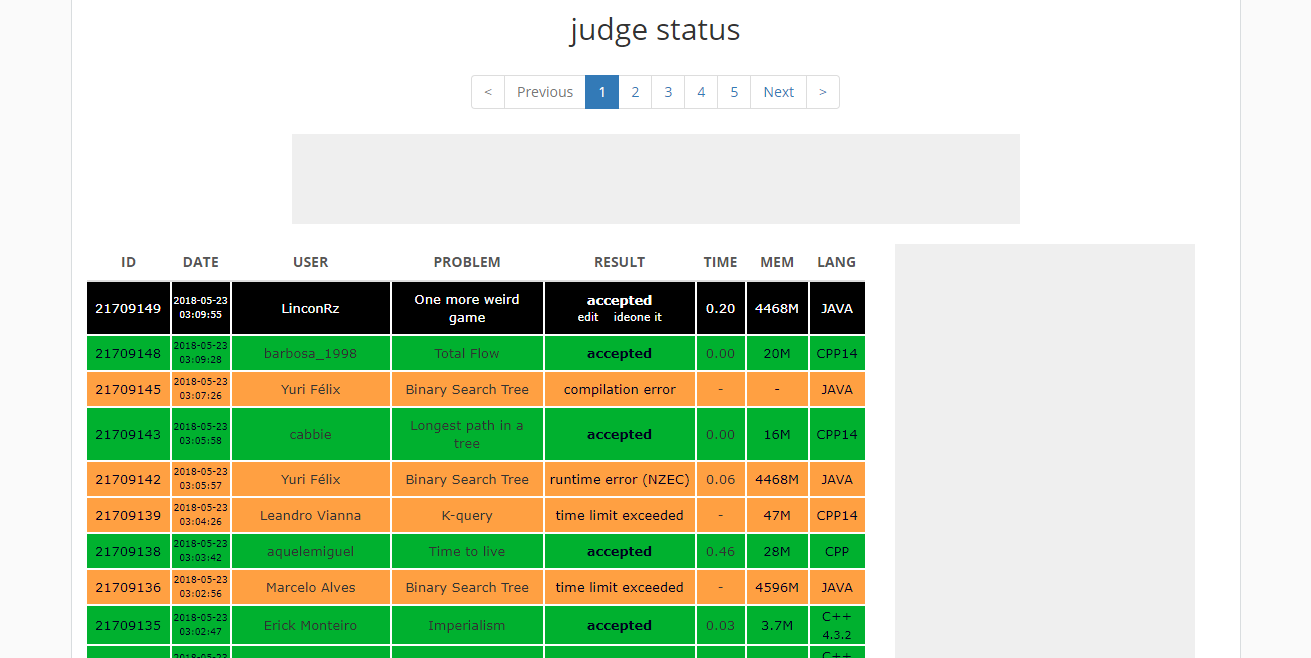 judge status
< Previous 1 2 3 4 5 Next >
ID DATE USER PROBLEM RESULT TIME MEM LANG
21709149 2018-05-23 03:09:55 LinconRz One more weird game accepted edit ideone it 0.20 4468M JAVA
21709148 2018-05-23 03:09:28 barbosa_1998 Total Flow accepted 0.00 20M CPP14
21709145 2018-05-23 03:07:26 Yuri Félix Binary Search Tree compilation error - - JAVA
21709143 2018-05-23 03:05:58 cabbie Longest path in a tree accepted 0.00 16M CPP14
21709142 2018-05-23 03:05:57 Yuri Félix Binary Search Tree runtime error (NZEC) 0.06 4468M JAVA
21709139 2018-05-23 03:04:26 Leandro Vianna K-query time limit exceeded - 47M CPP14
21709138 2018-05-23 03:03:42 aquelemiguel Time to live accepted 0.46 28M CPP
21709136 2018-05-23 03:02:56 Marcelo Alves Binary Search Tree time limit exceeded - 4596M JAVA
21709135 2018-05-23 03:02:47 Erick Monteiro Imperialism accepted 0.03 3.7M C++ 4.3.2
2018-05-23 C++